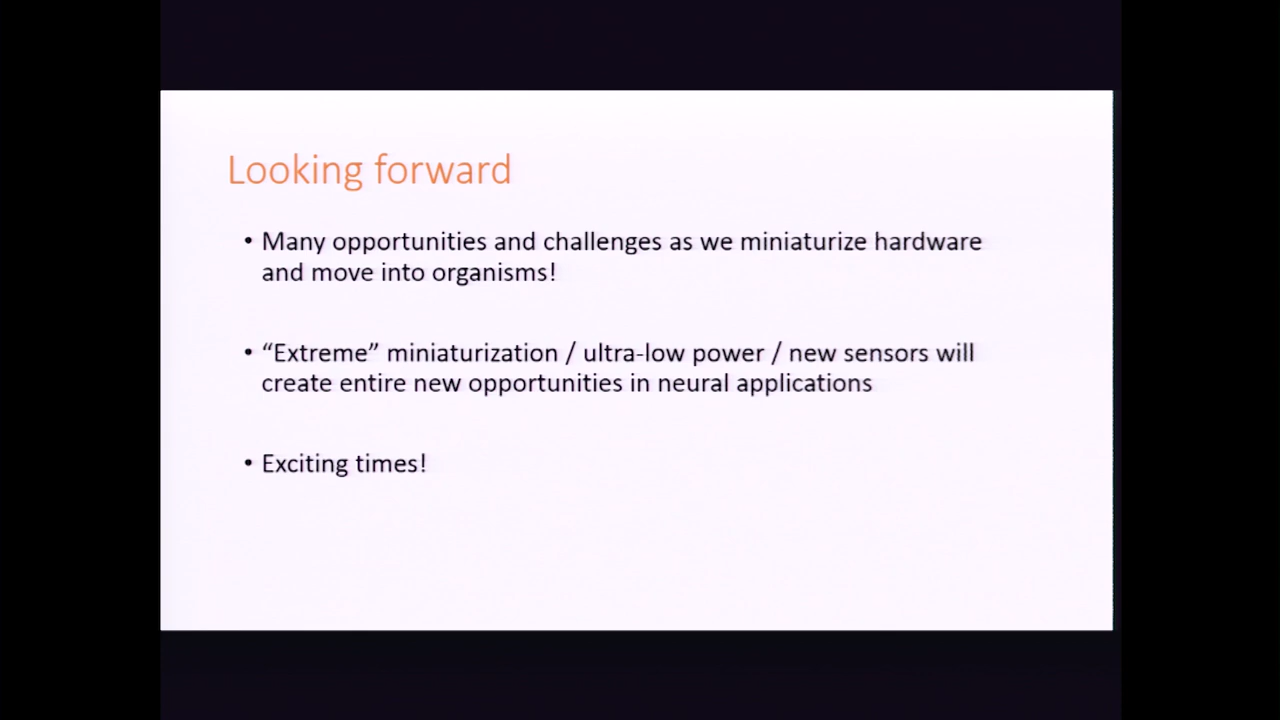 Looking forward
• Many opportunities and challenges as we miniaturize hardware
and move into organisms!
• “Extreme” miniaturization / ultra-low power / new sensors will
create entire new opportunities in neural applications
• Exciting times!